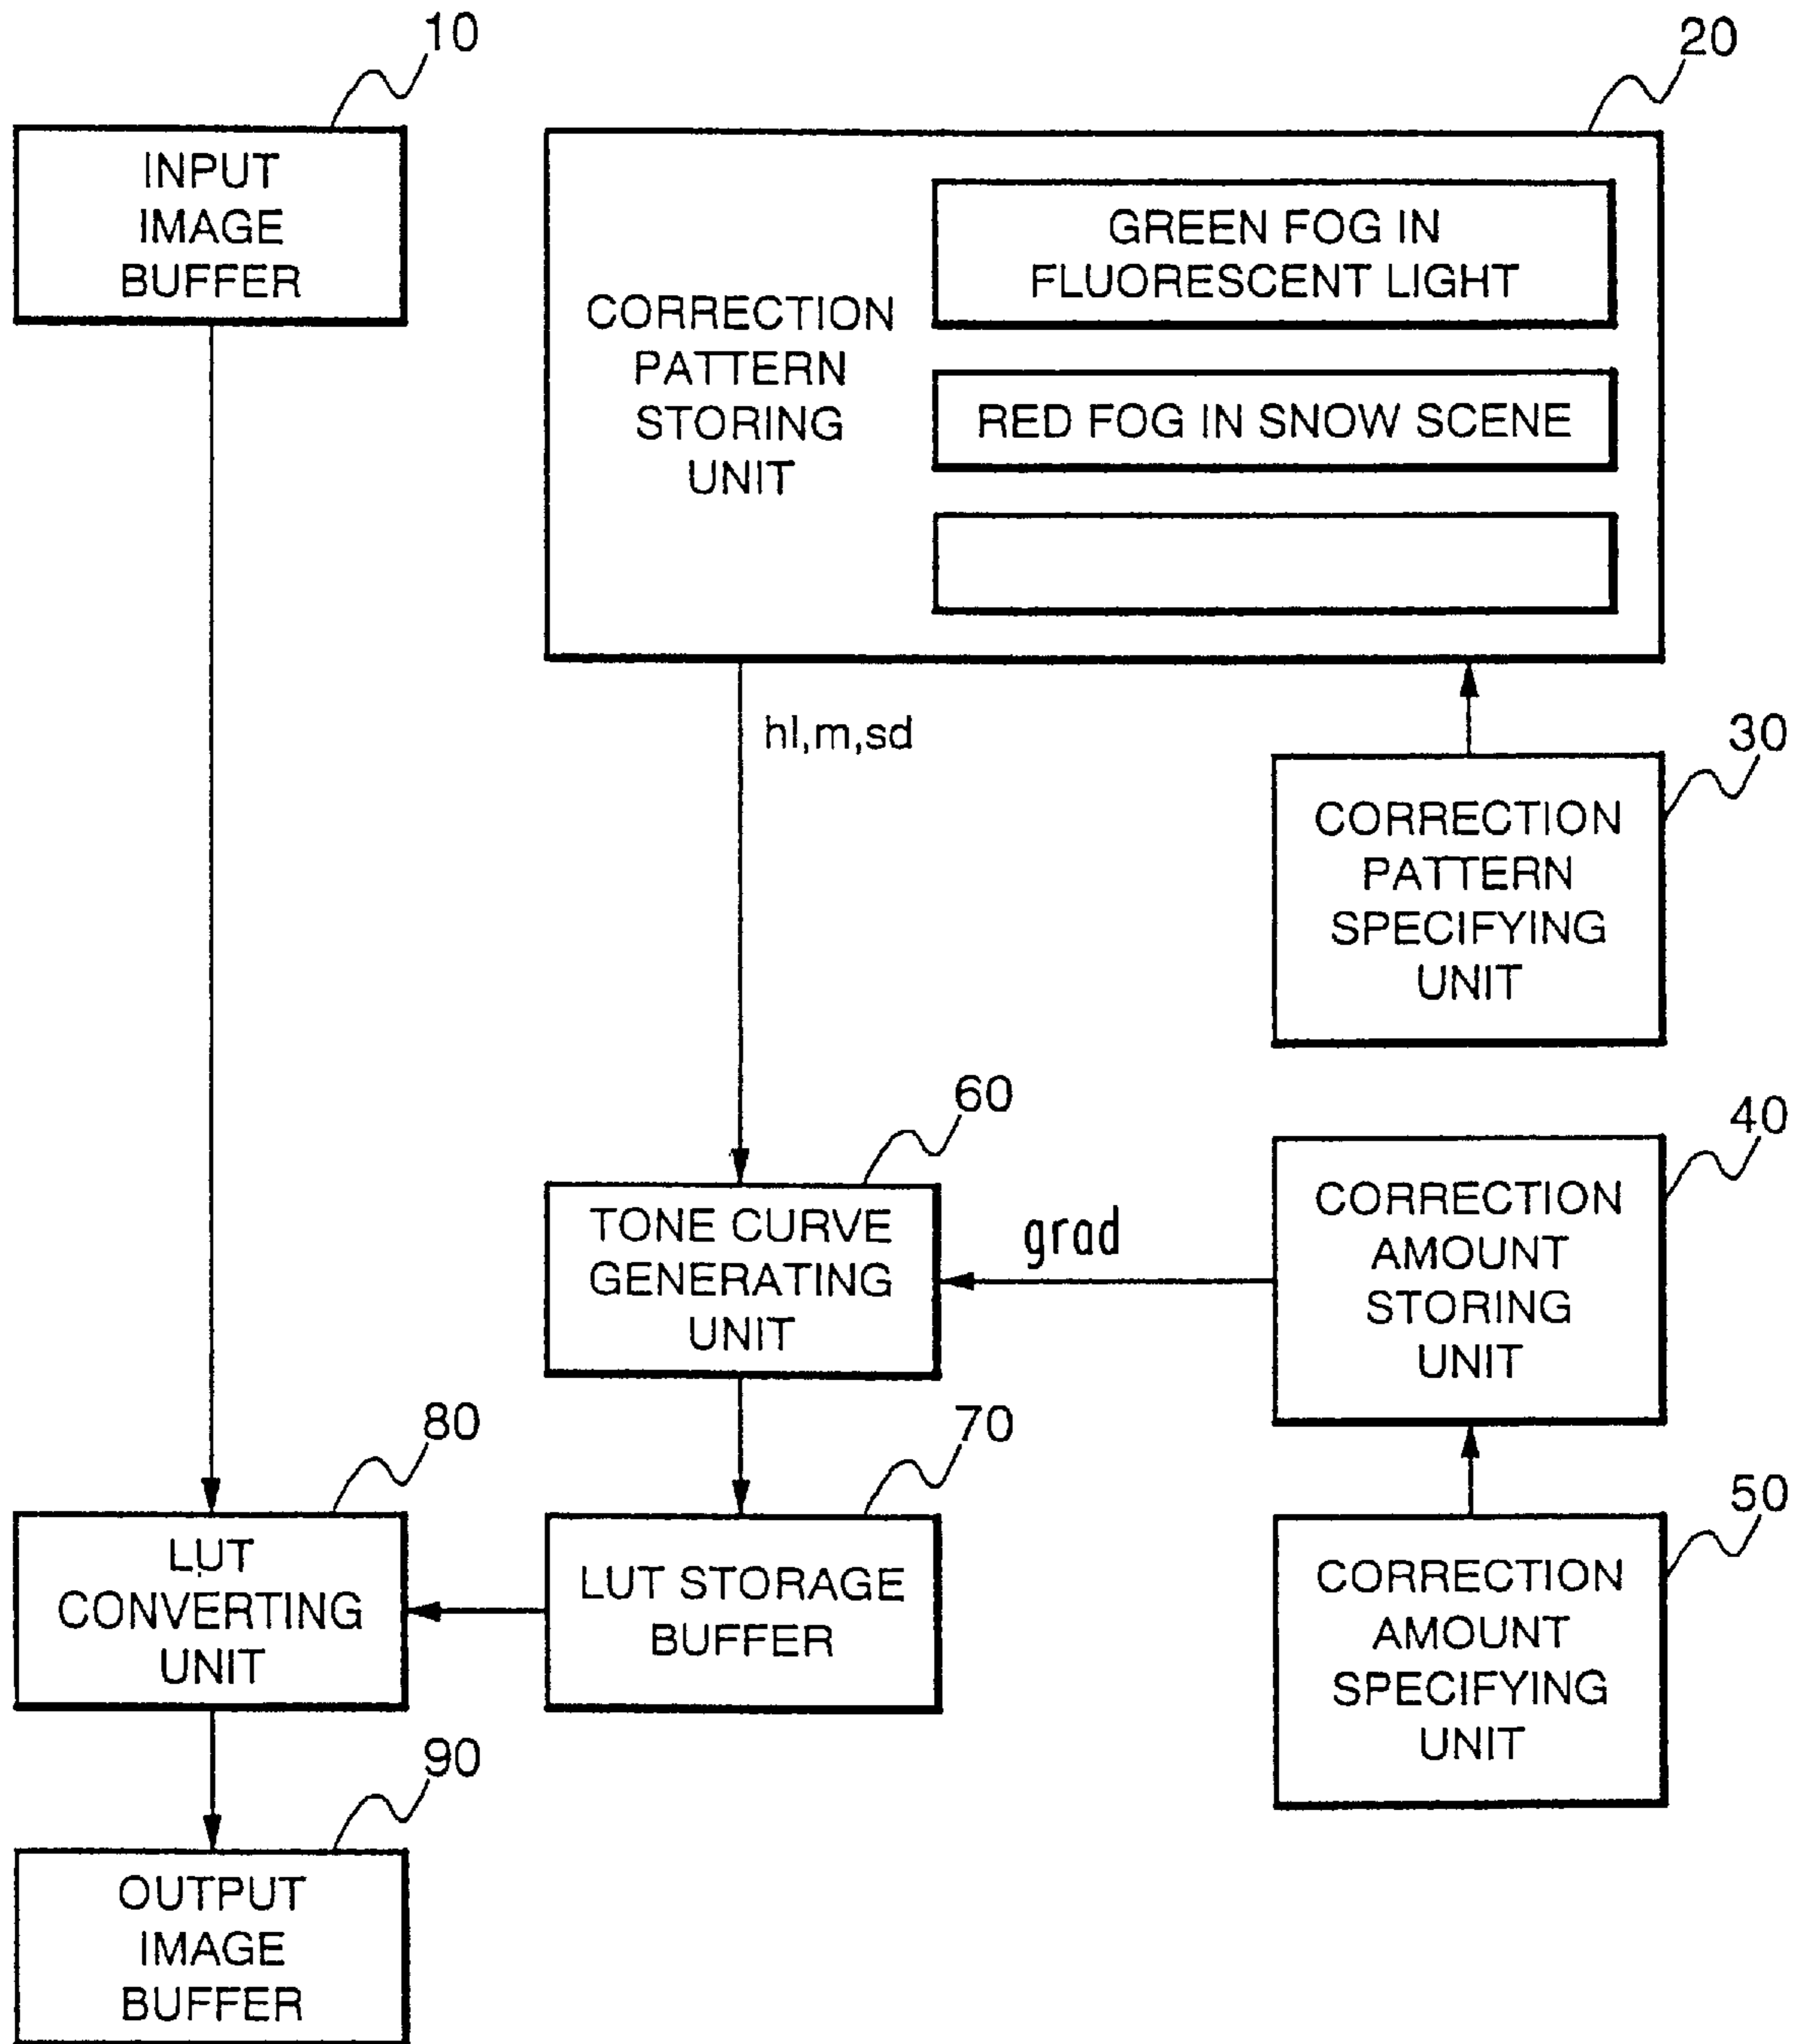 10
INPUT
IMAGE
BUFFER
20
CORRECTION
PATTERN
STORING
UNIT
GREEN FOG IN
FLUORESCENT LIGHT
RED FOG IN SNOW SCENE
hl,m,sd
30
CORRECTION
PATTERN
SPECIFYING
UNIT
60
TONE CURVE
GENERATING
UNIT
grad
40
CORRECTION
AMOUNT
STORING
UNIT
80
LUT
CONVERTING
UNIT
70
LUT STORAGE
BUFFER
50
CORRECTION
AMOUNT
SPECIFYING
UNIT
90
OUTPUT
IMAGE
BUFFER